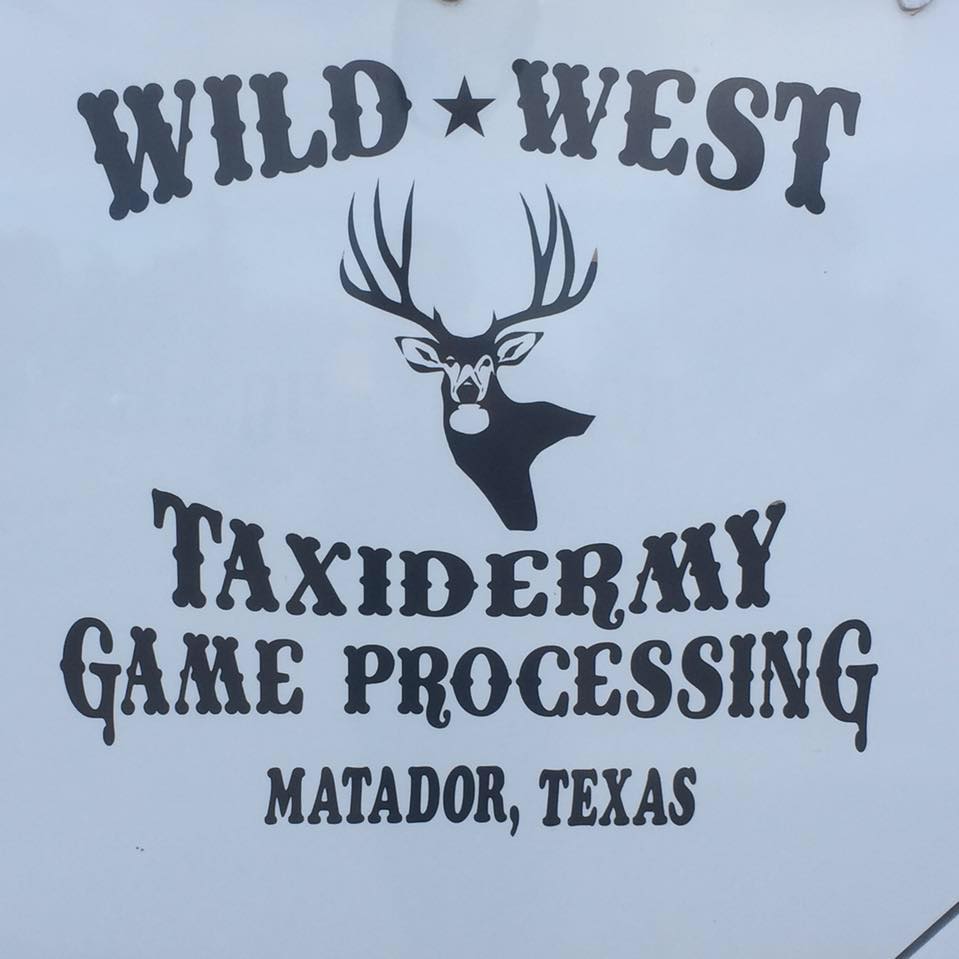 WILD ★ WEST
TAXIDERMY
GAME PROCESSING
MATADOR, TEXAS